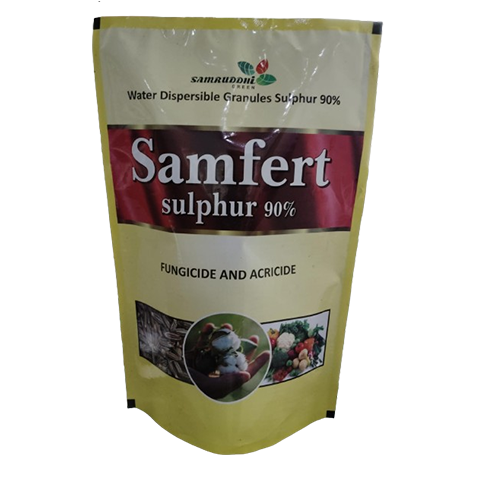 SAMRUDDHI
GREEN
Water Dispersible Granules Sulphur 90%
Samfert
sulphur 90%
FUNGICIDE AND ACRICIDE